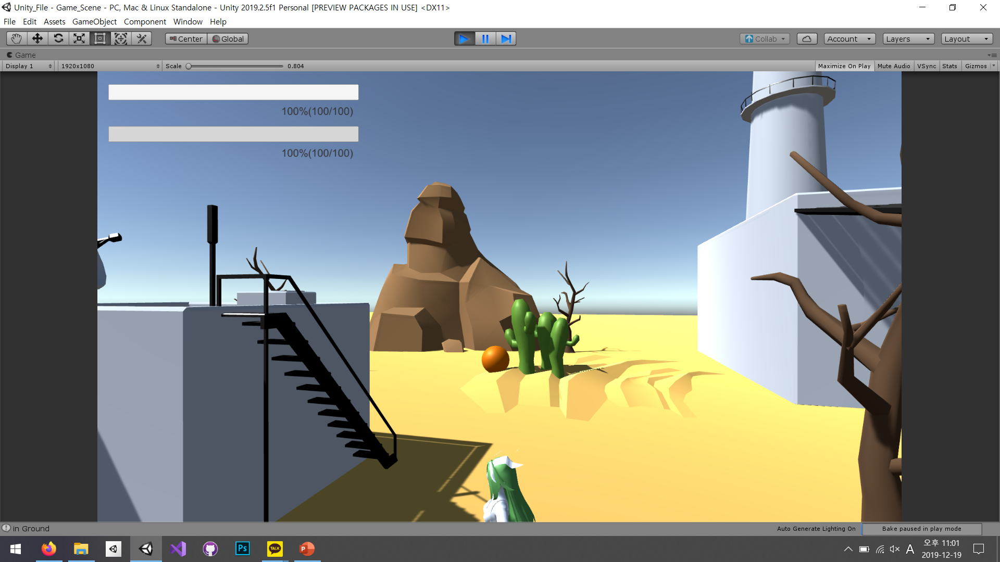 Unity_File - Game_Scene - PC, Mac & Linux Standalone - Unity 2019.2.5f1 Personal [PREVIEW PACKAGES IN USE] <DX11>
File Edit Assets GameObject Component Window Help
Center Global Collab Account Layers Layout
Game
Display 1 1920x1080 Scale 0.804 Maximize On Play Mute Audio VSync Stats Gizmos
100%(100/100)
100%(100/100)
in Ground Auto Generate Lighting On Bake paused in play mode
Ps TALK P A 오후 11:01
2019-12-19